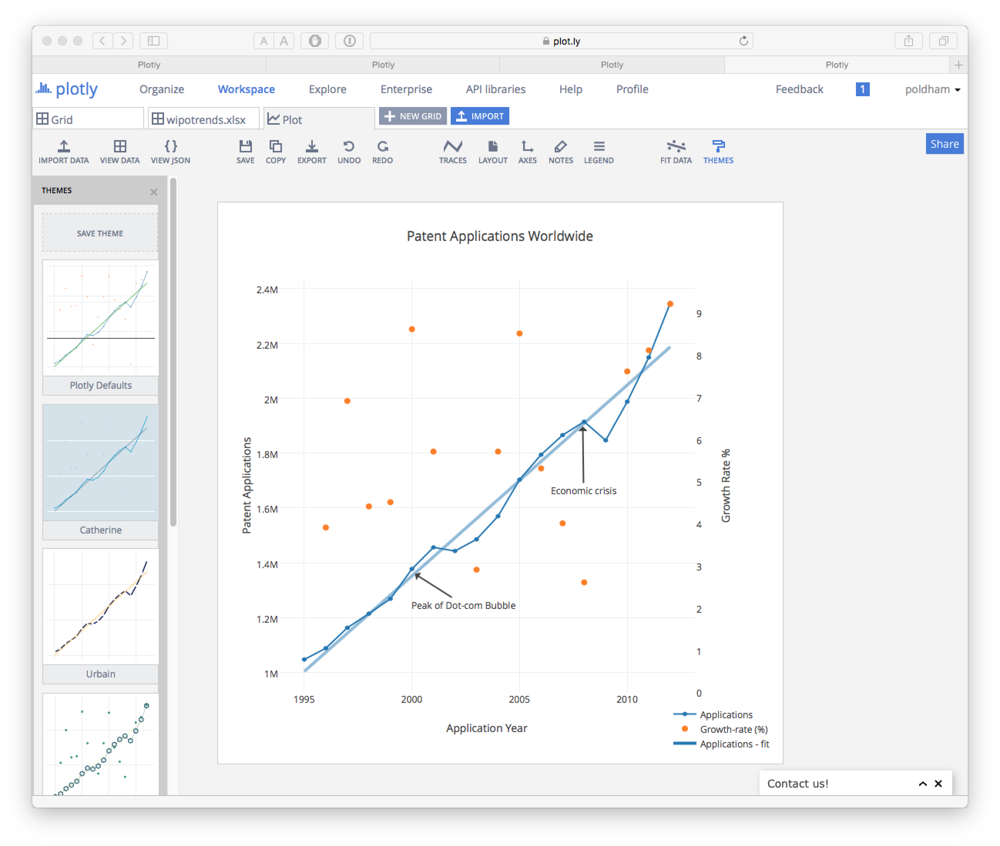 A A plot.ly
Plotly Plotly Plotly Plotly
plotly Organize Workspace Explore Enterprise API libraries Help Profile Feedback 1 poldham
Grid wipotrends.xlsx Plot NEW GRID IMPORT
IMPORT DATA VIEW DATA VIEW JSON SAVE COPY EXPORT UNDO REDO TRACES LAYOUT AXES NOTES LEGEND FIT DATA THEMES Share
THEMES
SAVE THEME
Plotly Defaults
Catherine
Urbain
Patent Applications Worldwide
Patent Applications
2.4M
2.2M
2M
1.8M
1.6M
1.4M
1.2M
1M
Economic crisis
Peak of Dot-com Bubble
9
8
7
6
5
4
3
2
1
0
Growth Rate %
1995 2000 2005 2010
Application Year
Applications
Growth-rate (%)
Applications - fit
Contact us!